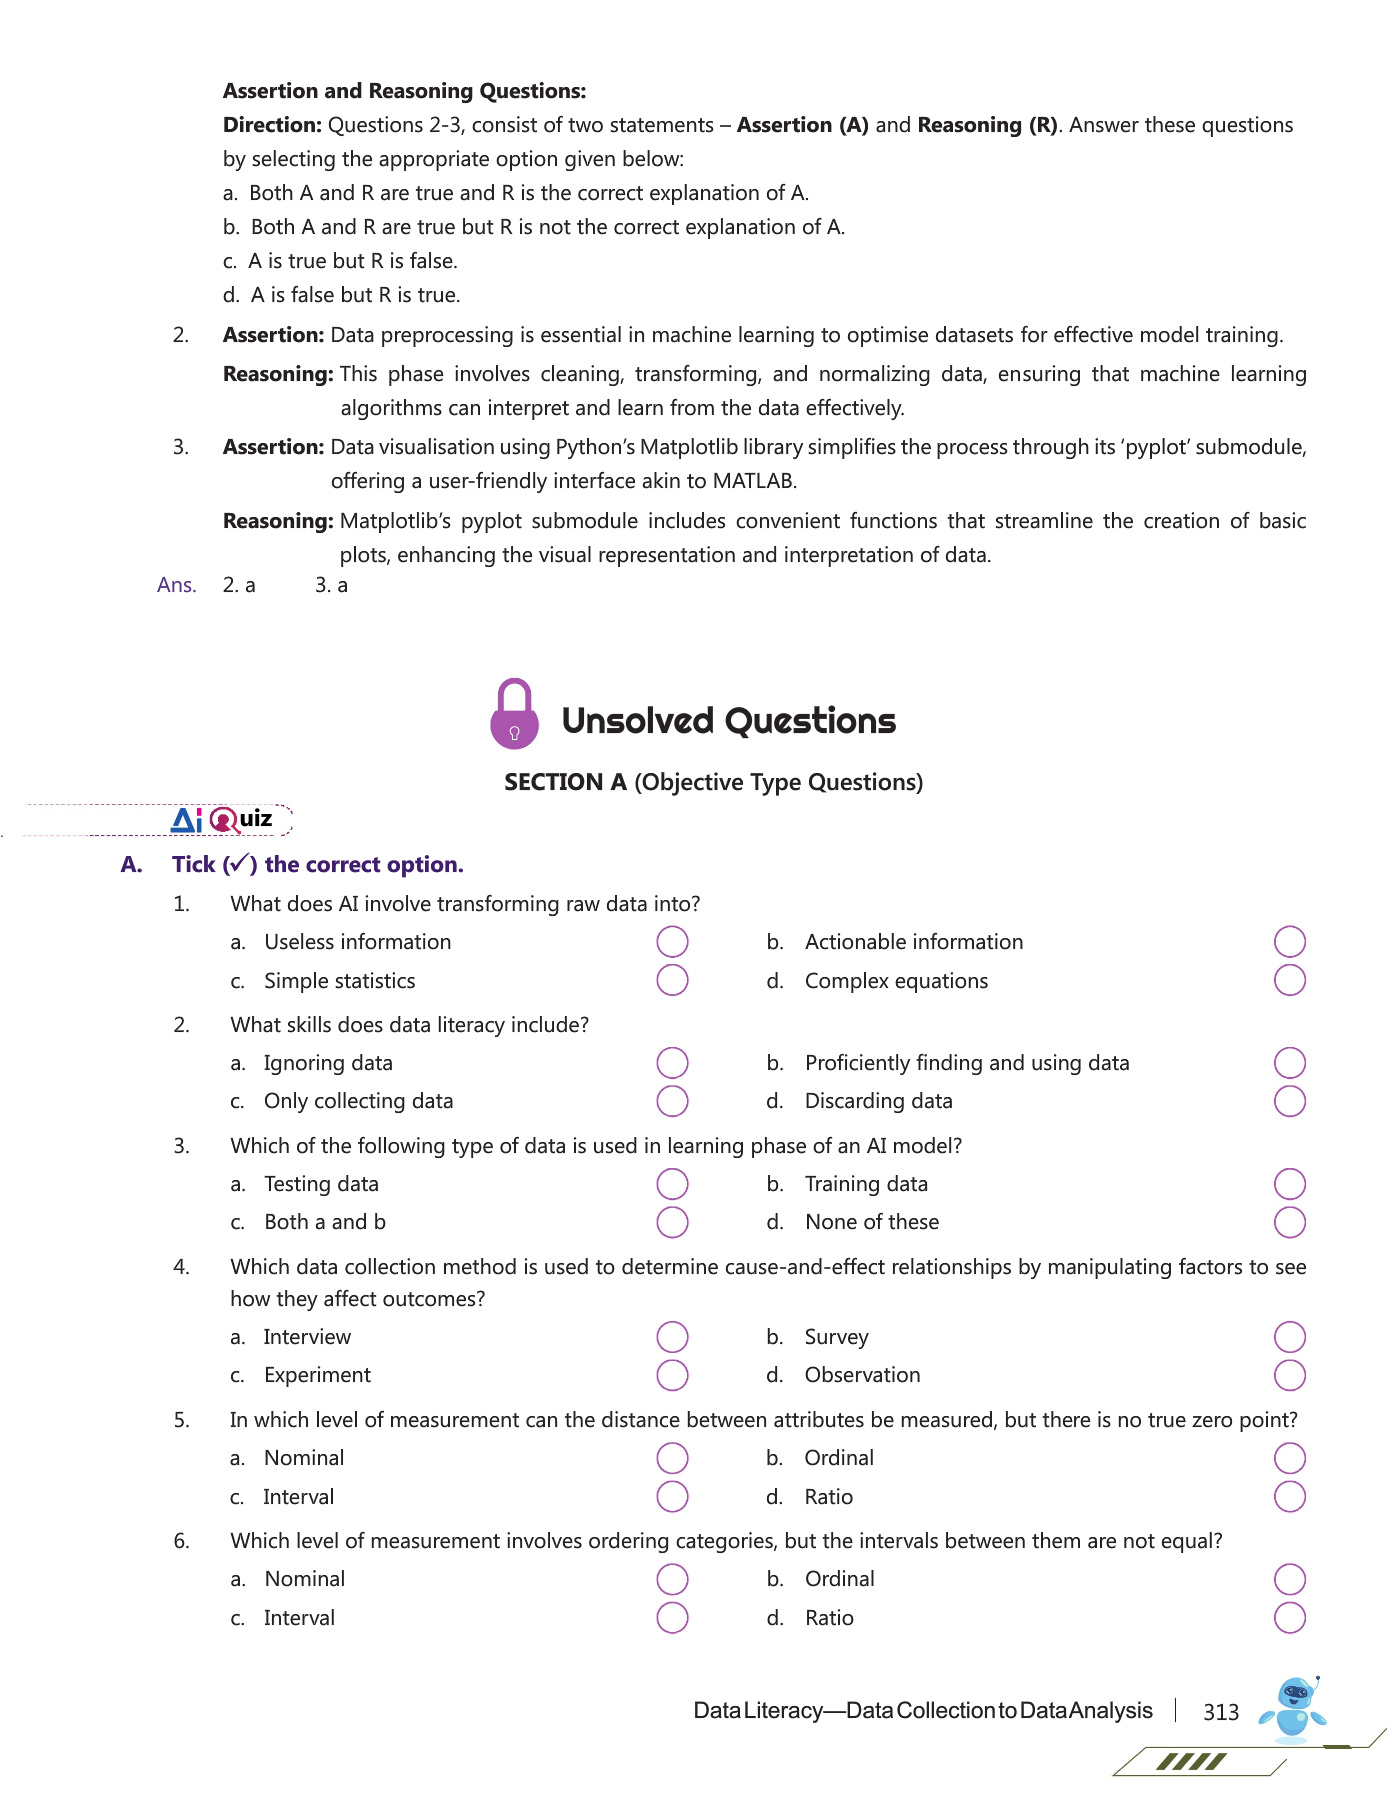 Assertion and Reasoning Questions:
Direction: Questions 2-3, consist of two statements – Assertion (A) and Reasoning (R). Answer these questions
by selecting the appropriate option given below:
a. Both A and R are true and R is the correct explanation of A.
b. Both A and R are true but R is not the correct explanation of A.
c. A is true but R is false.
d. A is false but R is true.
2. Assertion: Data preprocessing is essential in machine learning to optimise datasets for effective model training.
Reasoning: This phase involves cleaning, transforming, and normalizing data, ensuring that machine learning
algorithms can interpret and learn from the data effectively.
3. Assertion: Data visualisation using Python’s Matplotlib library simplifies the process through its ‘pyplot’ submodule,
offering a user-friendly interface akin to MATLAB.
Reasoning: Matplotlib’s pyplot submodule includes convenient functions that streamline the creation of basic
plots, enhancing the visual representation and interpretation of data.
Ans. 2. a 3. a
Unsolved Questions
SECTION A (Objective Type Questions)
Ai Quiz
A. Tick (✓) the correct option.
1. What does AI involve transforming raw data into?
a. Useless information b. Actionable information
c. Simple statistics d. Complex equations
2. What skills does data literacy include?
a. Ignoring data b. Proficiently finding and using data
c. Only collecting data d. Discarding data
3. Which of the following type of data is used in learning phase of an AI model?
a. Testing data b. Training data
c. Both a and b d. None of these
4. Which data collection method is used to determine cause-and-effect relationships by manipulating factors to see
how they affect outcomes?
a. Interview b. Survey
c. Experiment d. Observation
5. In which level of measurement can the distance between attributes be measured, but there is no true zero point?
a. Nominal b. Ordinal
c. Interval d. Ratio
6. Which level of measurement involves ordering categories, but the intervals between them are not equal?
a. Nominal b. Ordinal
c. Interval d. Ratio
Data Literacy—Data Collection to Data Analysis 313